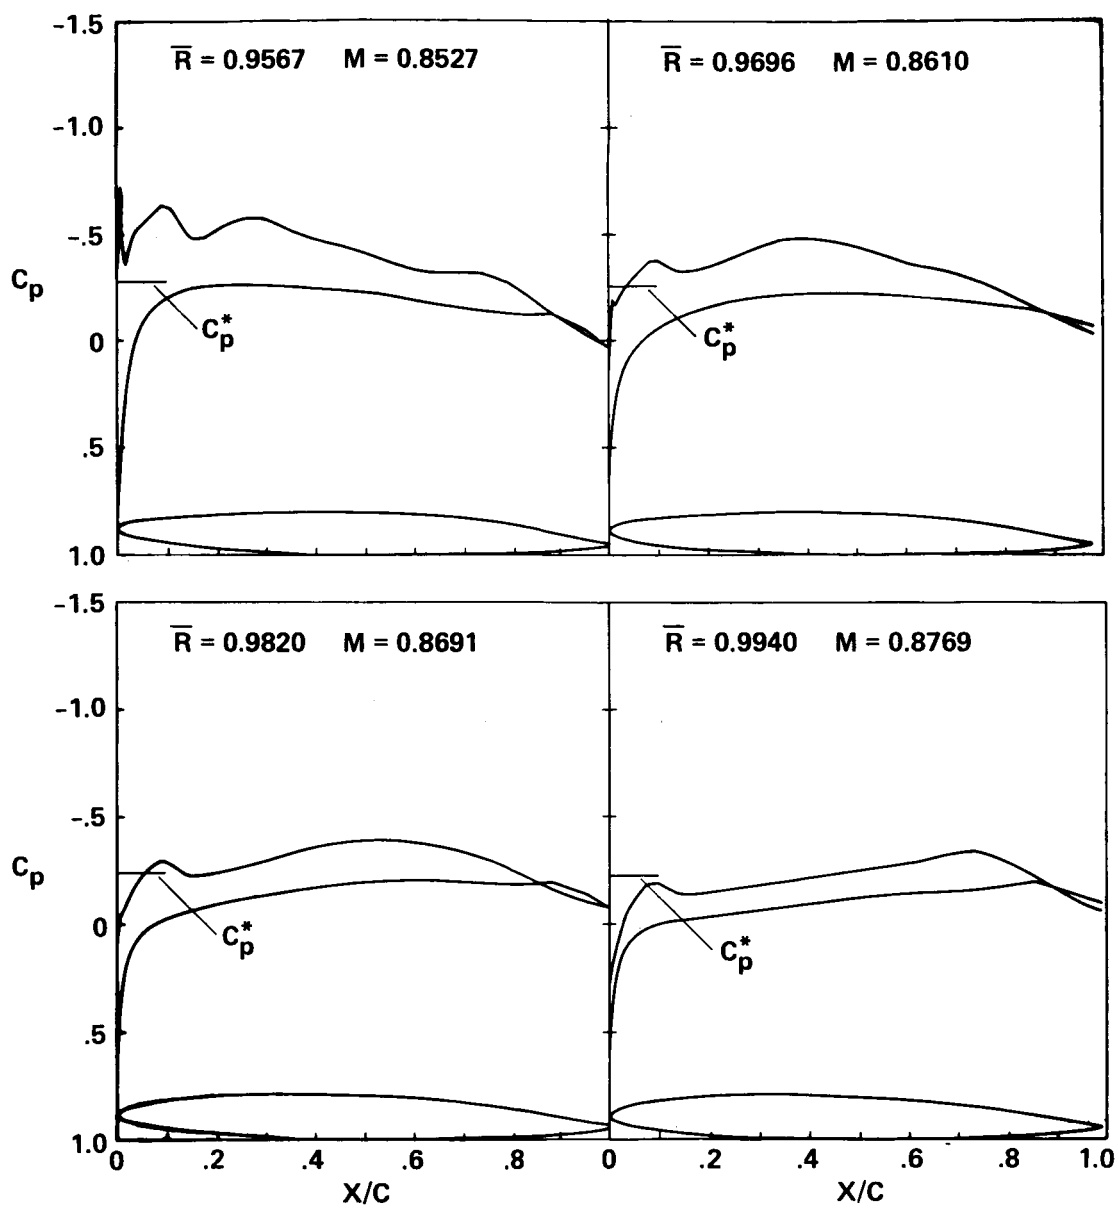 -1.5
R̅ = 0.9567 M = 0.8527
R̅ = 0.9696 M = 0.8610
-1.0
-.5
Cp
Cp*
Cp*
0
.5
1.0
-1.5
R̅ = 0.9820 M = 0.8691
R̅ = 0.9940 M = 0.8769
-1.0
-.5
Cp
0
Cp*
Cp*
.5
1.0
0 .2 .4 .6 .8 0 .2 .4 .6 .8 1.0
X/C X/C